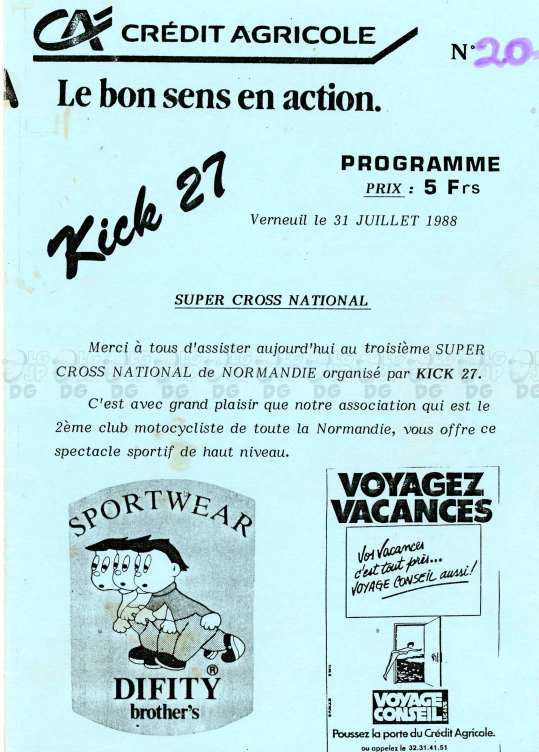 CRÉDIT AGRICOLE
N° 20
Le bon sens en action.
Kick 27
PROGRAMME
PRIX : 5 Frs
Verneuil le 31 JUILLET 1988
SUPER CROSS NATIONAL
Merci à tous d'assister aujourd'hui au troisième SUPER
CROSS NATIONAL de NORMANDIE organisé par KICK 27.
C'est avec grand plaisir que notre association qui est le
2ème club motocycliste de toute la Normandie, vous offre ce
spectacle sportif de haut niveau.
SPORTWEAR
DIFITY ®
brother's
VOYAGEZ
VACANCES
Vos Vacances
c'est tout près...
VOYAGE CONSEIL aussi !
VOYAGE
CONSEIL
Poussez la porte du Crédit Agricole.
ou appelez le 32.31.41.51